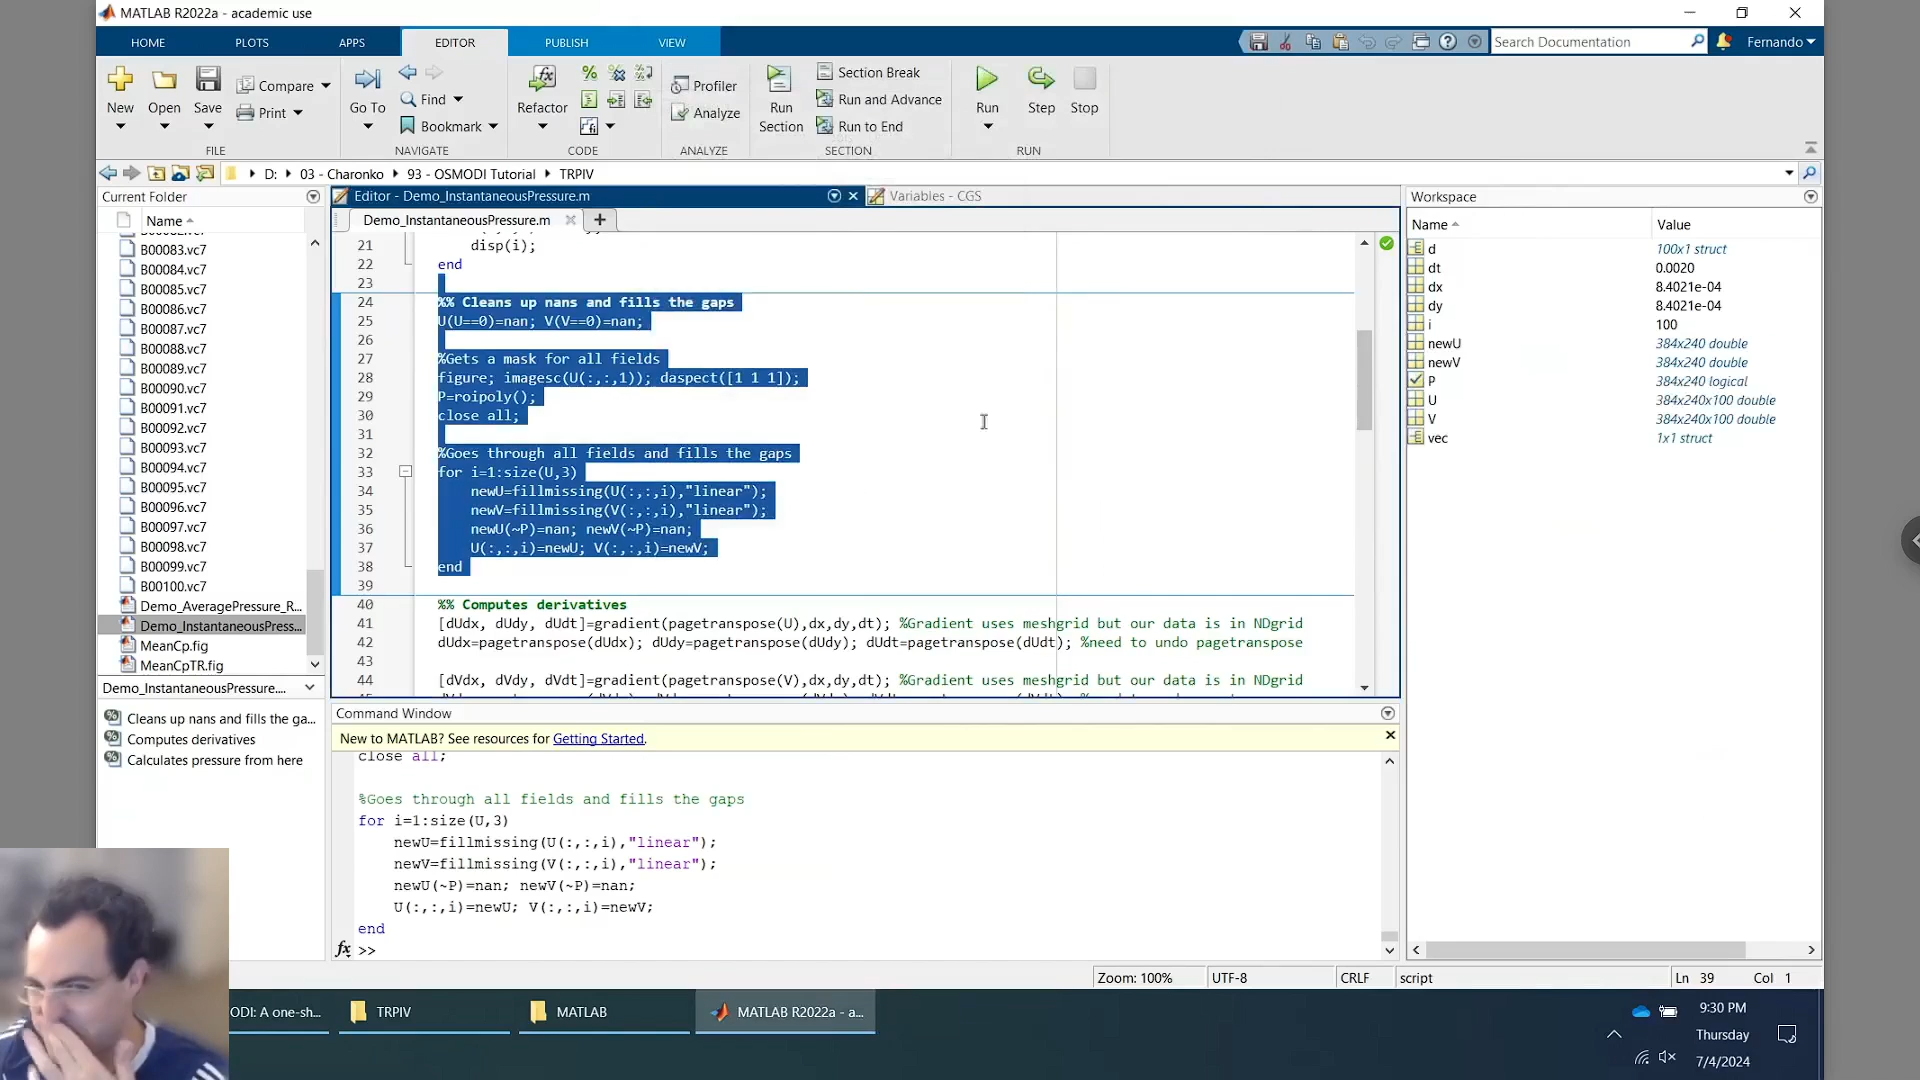 MATLAB R2022a - academic use
HOME PLOTS APPS EDITOR PUBLISH VIEW
Search Documentation
Fernando
New Open Save Compare Print
Go To Find Bookmark
Refactor
Profiler Analyze
Run Section
Section Break
Run and Advance
Run to End
Run Step Stop
FILE NAVIGATE CODE ANALYZE SECTION RUN
D: 03 - Charonko 93 - OSMODI Tutorial TRPIV
Current Folder
Name
B00083.vc7
B00084.vc7
B00085.vc7
B00086.vc7
B00087.vc7
B00088.vc7
B00089.vc7
B00090.vc7
B00091.vc7
B00092.vc7
B00093.vc7
B00094.vc7
B00095.vc7
B00096.vc7
B00097.vc7
B00098.vc7
B00099.vc7
B00100.vc7
Demo_AveragePressure_R...
Demo_InstantaneousPress...
MeanCp.fig
MeanCpTR.fig
Demo_InstantaneousPressure....
Cleans up nans and fills the ga...
Computes derivatives
Calculates pressure from here
Editor - Demo_InstantaneousPressure.m
Variables - CGS
Demo_InstantaneousPressure.m
21 disp(i);
22 end
23
24 %% Cleans up nans and fills the gaps
25 U(U==0)=nan; V(V==0)=nan;
26
27 %Gets a mask for all fields
28 figure; imagesc(U(:,:,1)); daspect([1 1 1]);
29 P=roipoly();
30 close all;
31
32 %Goes through all fields and fills the gaps
33 for i=1:size(U,3)
34 newU=fillmissing(U(:,:,i),"linear");
35 newV=fillmissing(V(:,:,i),"linear");
36 newU(~P)=nan; newV(~P)=nan;
37 U(:,:,i)=newU; V(:,:,i)=newV;
38 end
39
40 %% Computes derivatives
41 [dUdx, dUdy, dUdt]=gradient(pagetranspose(U),dx,dy,dt); %Gradient uses meshgrid but our data is in NDgrid
42 dUdx=pagetranspose(dUdx); dUdy=pagetranspose(dUdy); dUdt=pagetranspose(dUdt); %need to undo pagetranspose
43
44 [dVdx, dVdy, dVdt]=gradient(pagetranspose(V),dx,dy,dt); %Gradient uses meshgrid but our data is in NDgrid
Command Window
New to MATLAB? See resources for Getting Started.
close all;
%Goes through all fields and fills the gaps
for i=1:size(U,3)
newU=fillmissing(U(:,:,i),"linear");
newV=fillmissing(V(:,:,i),"linear");
newU(~P)=nan; newV(~P)=nan;
U(:,:,i)=newU; V(:,:,i)=newV;
end
fx >>
Workspace
Name Value
d 100x1 struct
dt 0.0020
dx 8.4021e-04
dy 8.4021e-04
i 100
newU 384x240 double
newV 384x240 double
P 384x240 logical
U 384x240x100 double
V 384x240x100 double
vec 1x1 struct
Zoom: 100% UTF-8 CRLF script Ln 39 Col 1
ODI: A one-sh... TRPIV MATLAB MATLAB R2022a - a...
9:30 PM
Thursday
7/4/2024